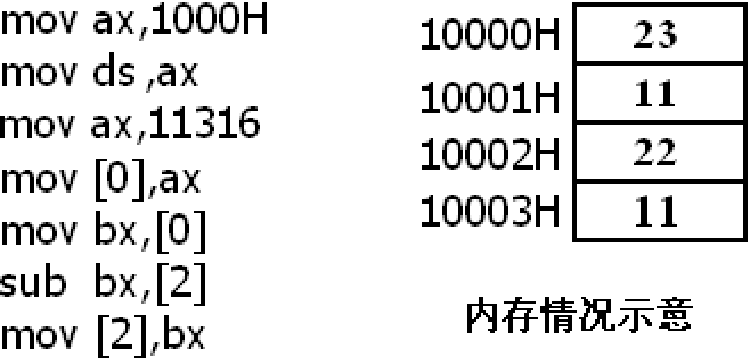 mov ax,1000H
mov ds ,ax
mov ax,11316
mov [0],ax
mov bx,[0]
sub bx,[2]
mov [2],bx
10000H 23
10001H 11
10002H 22
10003H 11
内存情况示意